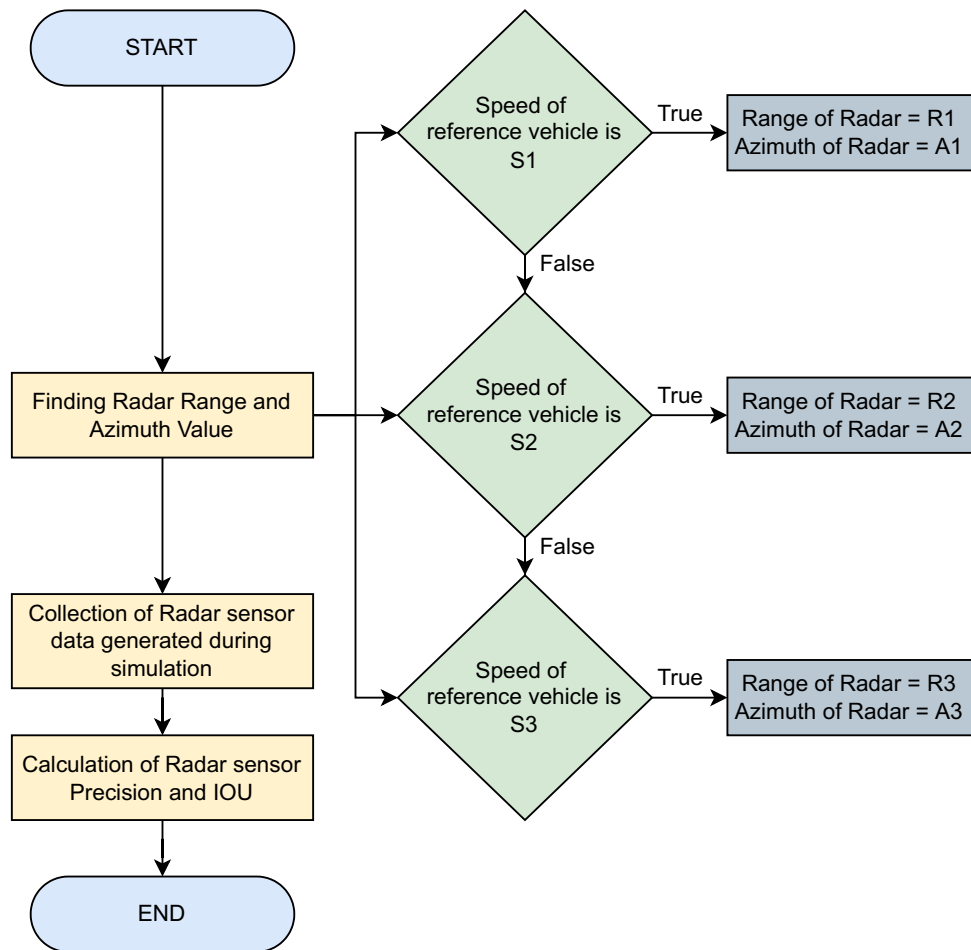 START
Finding Radar Range and
Azimuth Value
Collection of Radar sensor
data generated during
simulation
Calculation of Radar sensor
Precision and IOU
END
Speed of
reference vehicle is
S1
True
Range of Radar = R1
Azimuth of Radar = A1
False
Speed of
reference vehicle is
S2
True
Range of Radar = R2
Azimuth of Radar = A2
False
Speed of
reference vehicle is
S3
True
Range of Radar = R3
Azimuth of Radar = A3